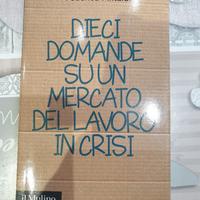 DIECI
DOMANDE
SU UN
MERCATO
DEL LAVORO
IN CRISI
il Mulino